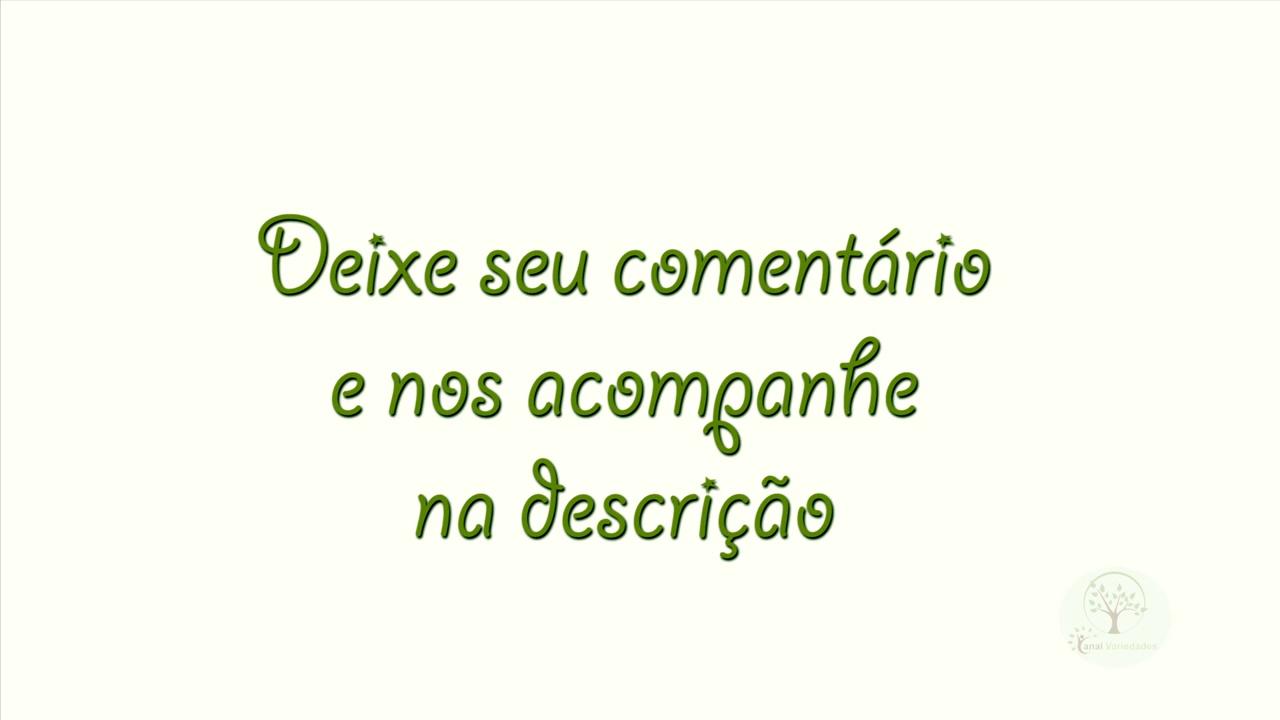 Deixe seu comentário
e nos acompanhe
na descrição
Canal Variedades